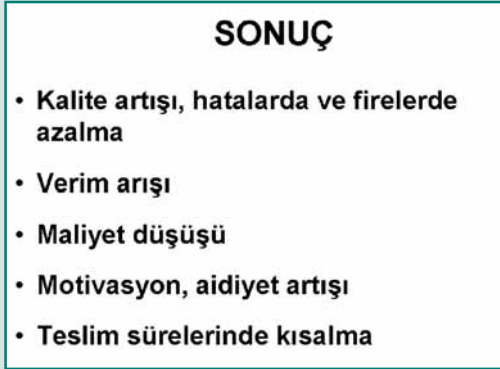 SONUÇ
• Kalite artışı, hatalarda ve firelerde
azalma
• Verim arışı
• Maliyet düşüşü
• Motivasyon, aidiyet artışı
• Teslim sürelerinde kısalma